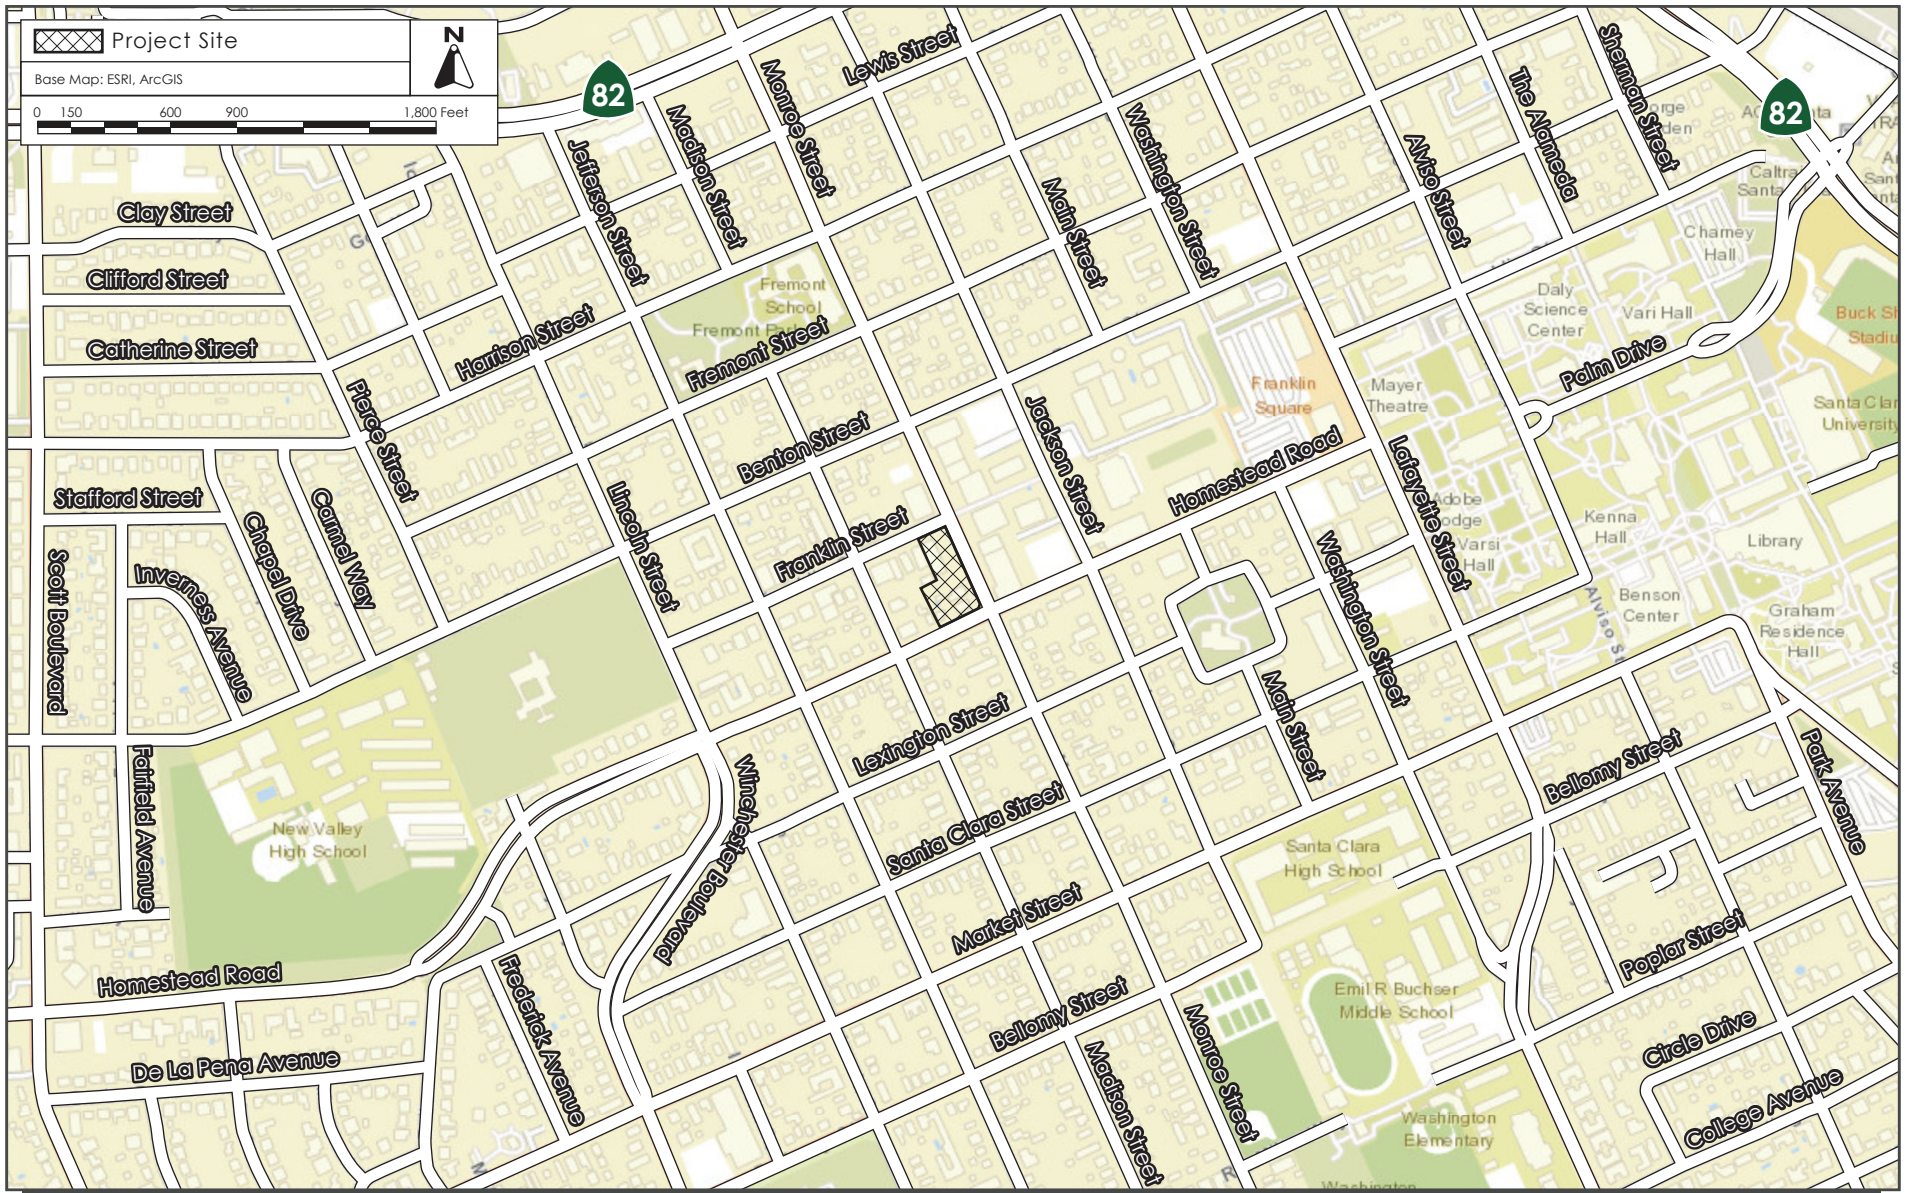 Project Site
N
Base Map: ESRI, ArcGIS
0 150 600 900 1,800 Feet
82
82
Lewis Street
Sherman Street
Monroe Street
The Alameda
Madison Street
Washington Street
Jefferson Street
Alviso Street
Main Street
Clay Street
Clifford Street
Catherine Street
Charney
Hall
Fremont
School
Fremont Park
Fremont Street
Harrison Street
Daly
Science
Center
Vari Hall
Buck Sh
Stadiu
Palm Drive
Pierce Street
Franklin
Square
Mayer
Theatre
Santa Clar
University
Jackson Street
Benton Street
Homestead Road
Lafayette Street
Stafford Street
Carmel Way
Chapel Drive
Lincoln Street
Franklin Street
Adobe
odge
Varsi
Hall
Kenna
Hall
Library
Scott Boulevard
Inverness Avenue
Washington Street
Alviso St
Benson
Center
Graham
Residence
Hall
Main Street
Lexington Street
Fairfield Avenue
Winchester Boulevard
Bellomy Street
Park Avenue
Santa Clara Street
New Valley
High School
Santa Clara
High School
Market Street
Poplar Street
Homestead Road
Frederick Avenue
Bellomy Street
Emil R Buchser
Middle School
Monroe Street
Circle Drive
De La Pena Avenue
Madison Street
College Avenue
Washington
Elementary
Washington